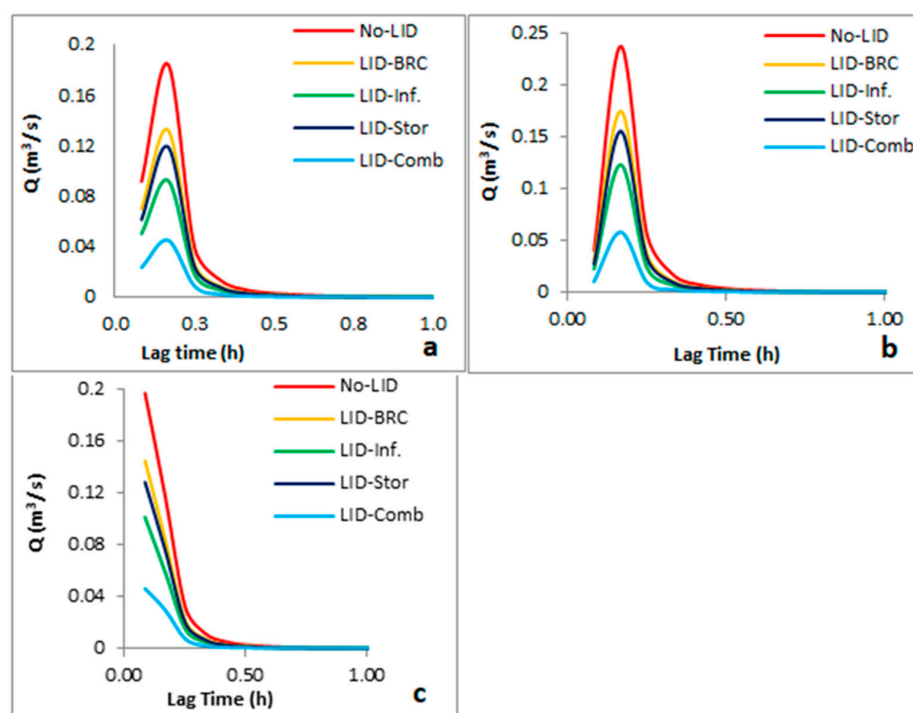 No-LID
LID-BRC
LID-Inf.
LID-Stor
LID-Comb
Q (m³/s)
0.2
0.16
0.12
0.08
0.04
0
0.0 0.3 0.5 0.8 1.0
Lag time (h)
a
No-LID
LID-BRC
LID-Inf.
LID-Stor
LID-Comb
Q (m³/s)
0.25
0.2
0.15
0.1
0.05
0
0.00 0.50 1.00
Lag Time (h)
b
No-LID
LID-BRC
LID-Inf.
LID-Stor
LID-Comb
Q (m³/s)
0.2
0.16
0.12
0.08
0.04
0
0.00 0.50 1.00
Lag Time (h)
c